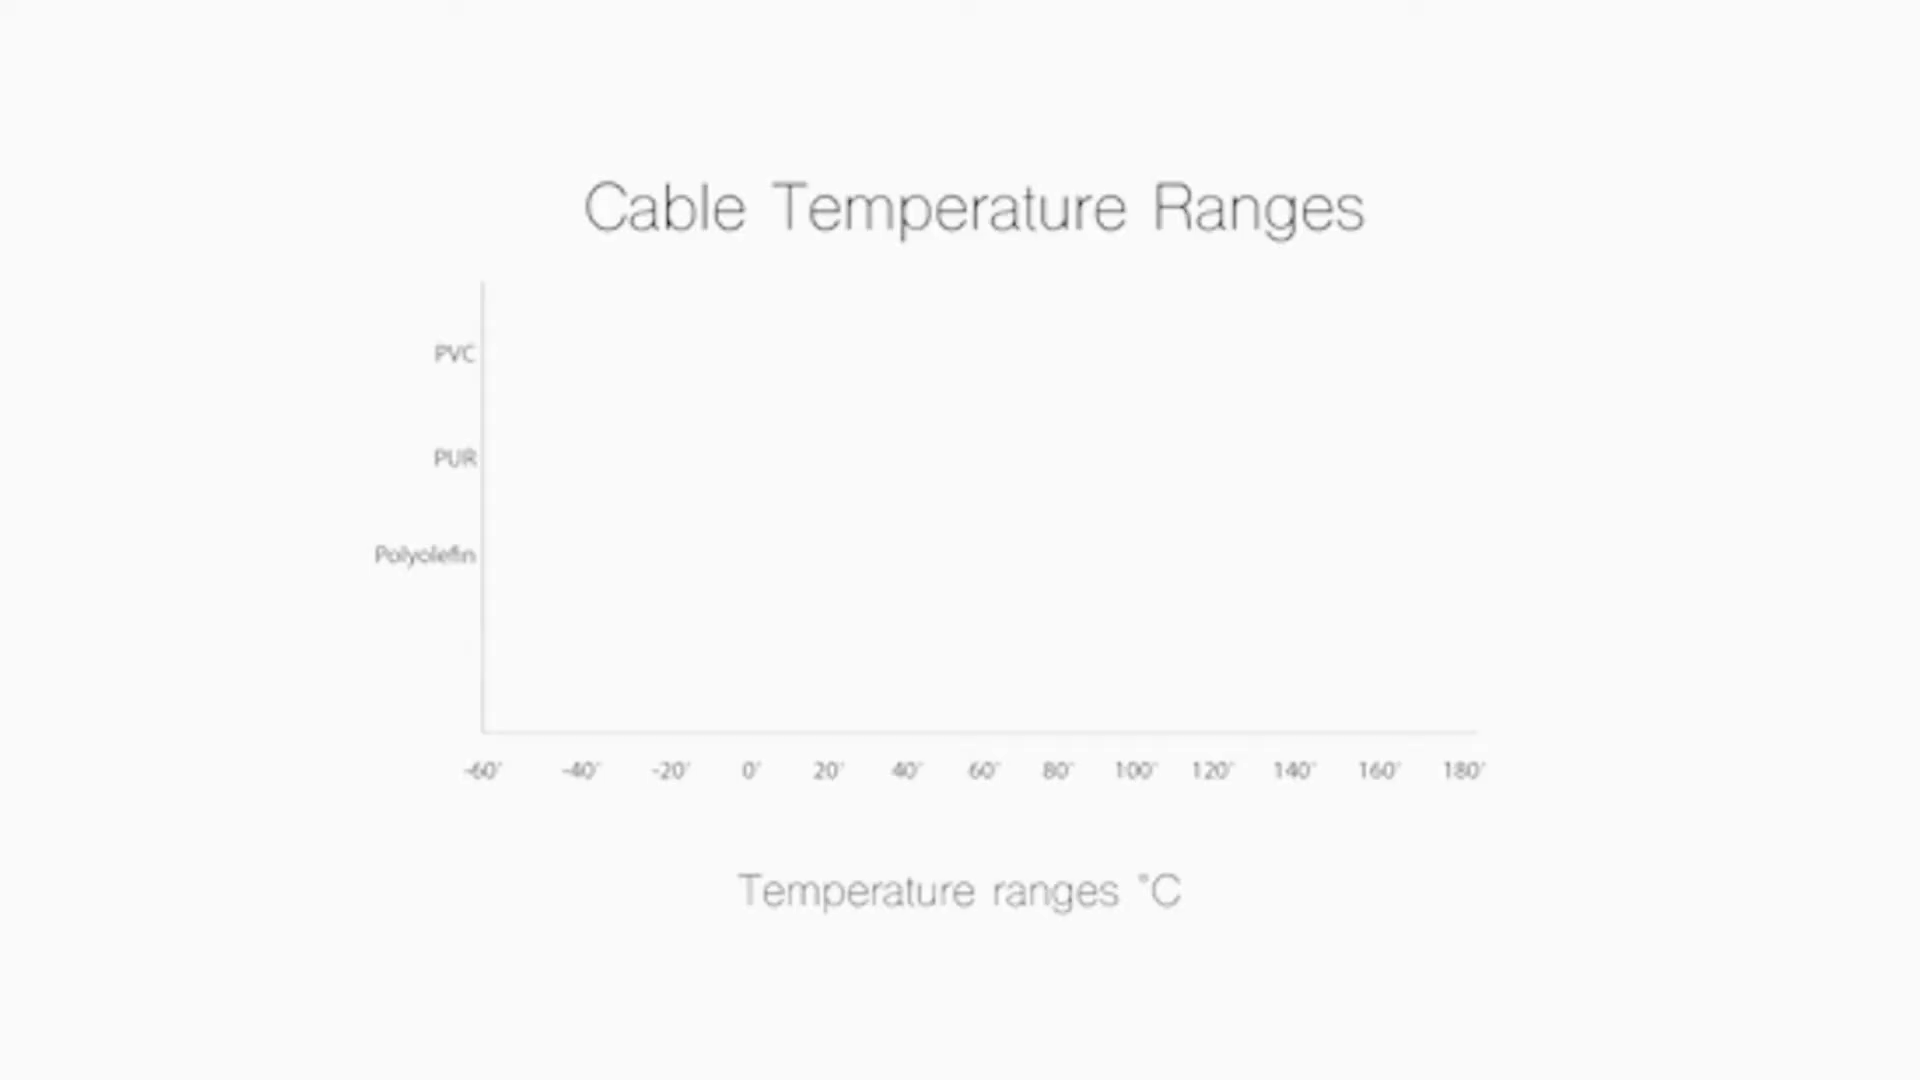 Cable Temperature Ranges
PVC
PUR
Polyolefin
-60° -40° -20° 0° 20° 40° 60° 80° 100° 120° 140° 160° 180°
Temperature ranges °C